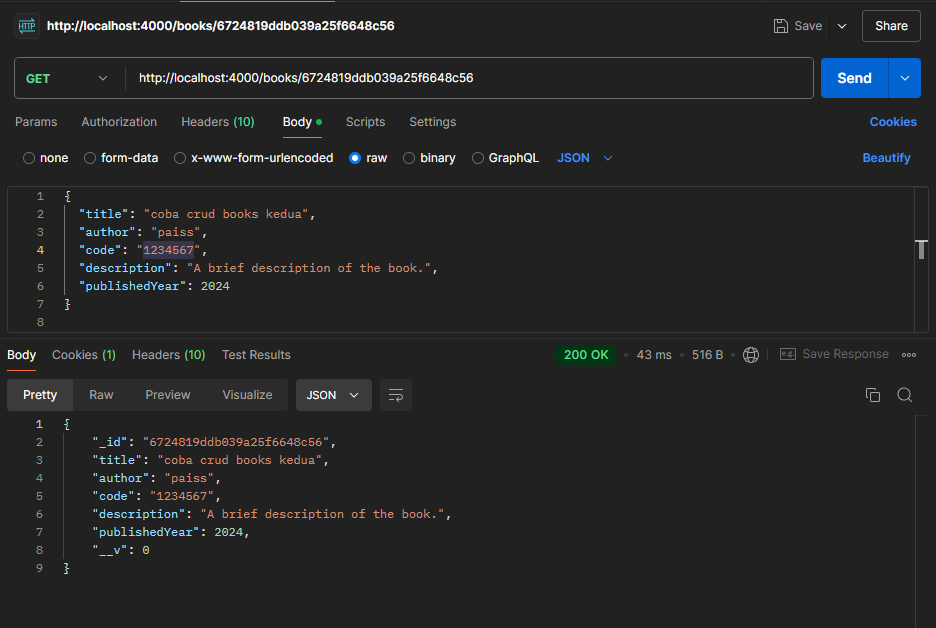 HTTP http://localhost:4000/books/6724819ddb039a25f6648c56 Save Share
GET http://localhost:4000/books/6724819ddb039a25f6648c56 Send
Params Authorization Headers (10) Body Scripts Settings Cookies
none form-data x-www-form-urlencoded raw binary GraphQL JSON Beautify
1 {
2 "title": "coba crud books kedua",
3 "author": "paiss",
4 "code": "1234567",
5 "description": "A brief description of the book.",
6 "publishedYear": 2024
7 }
8
Body Cookies (1) Headers (10) Test Results 200 OK • 43 ms • 516 B • e.g. Save Response
Pretty Raw Preview Visualize JSON
1 {
2 "_id": "6724819ddb039a25f6648c56",
3 "title": "coba crud books kedua",
4 "author": "paiss",
5 "code": "1234567",
6 "description": "A brief description of the book.",
7 "publishedYear": 2024,
8 "__v": 0
9 }